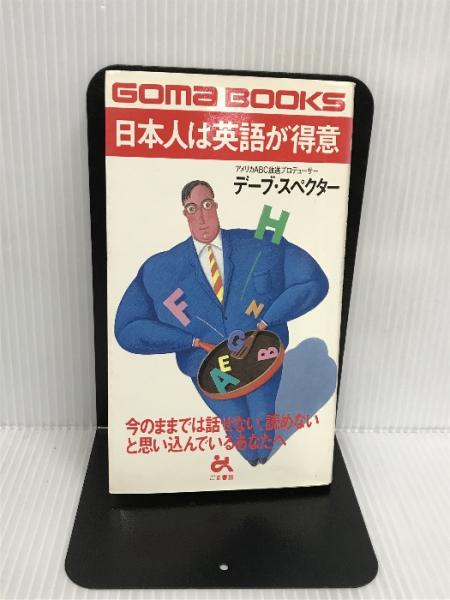 GOMA BOOKS
日本人は英語が得意
アメリカABC放送プロデューサー
デーブ・スペクター
H
F
N
G
E
A
B
今のままでは話せない、読めない
と思い込んでいるあなたへ
ごま書房